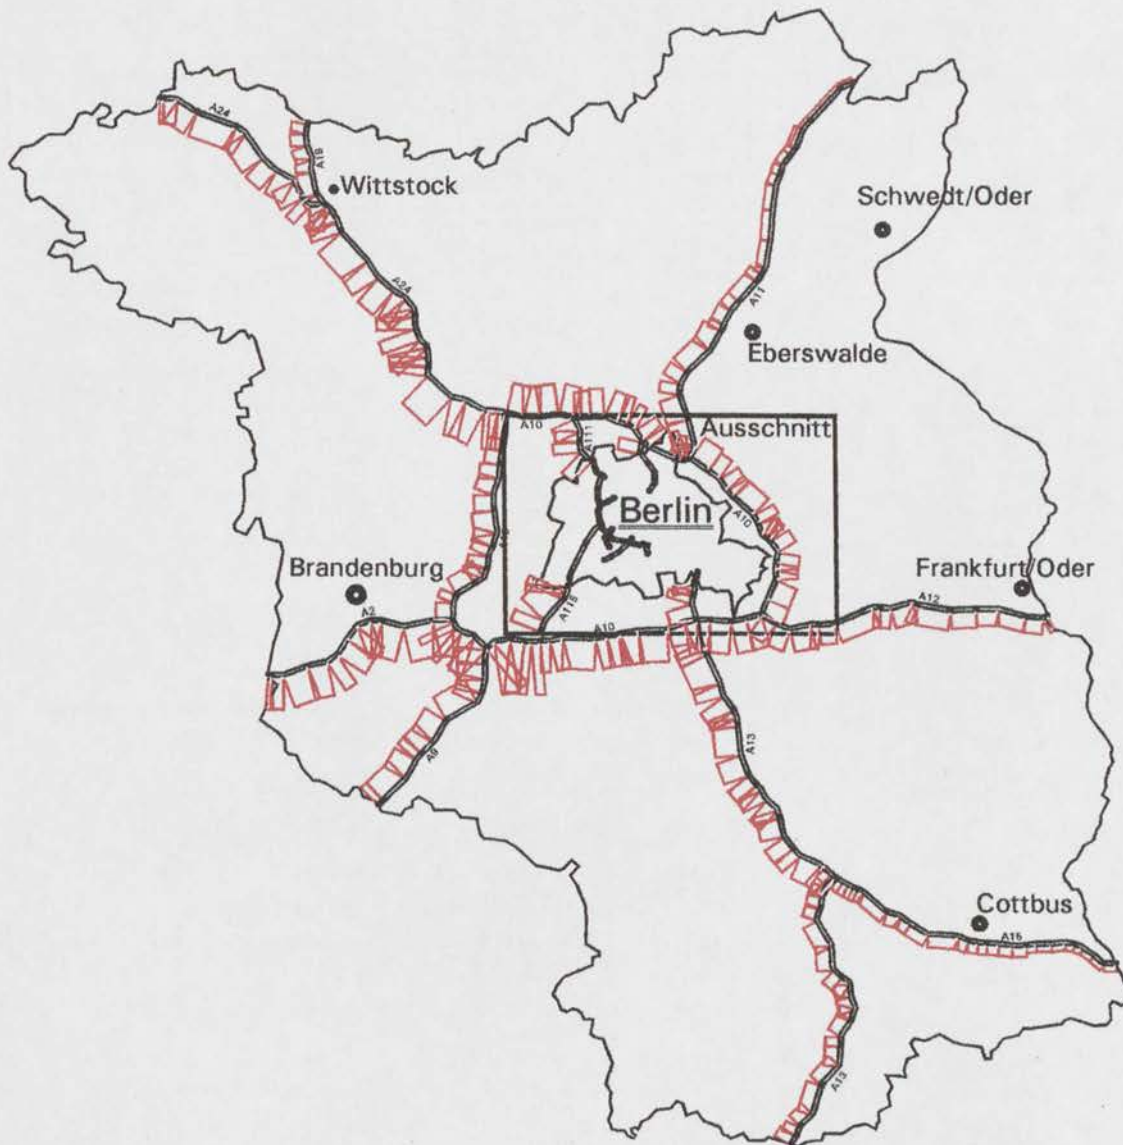 A24
A19
Wittstock
Schwedt/Oder
A24
A11
Eberswalde
A10
A111
Ausschnitt
Berlin
A10
Brandenburg
Frankfurt/Oder
A2
A115
A10
A12
A13
A9
Cottbus
A15
A13